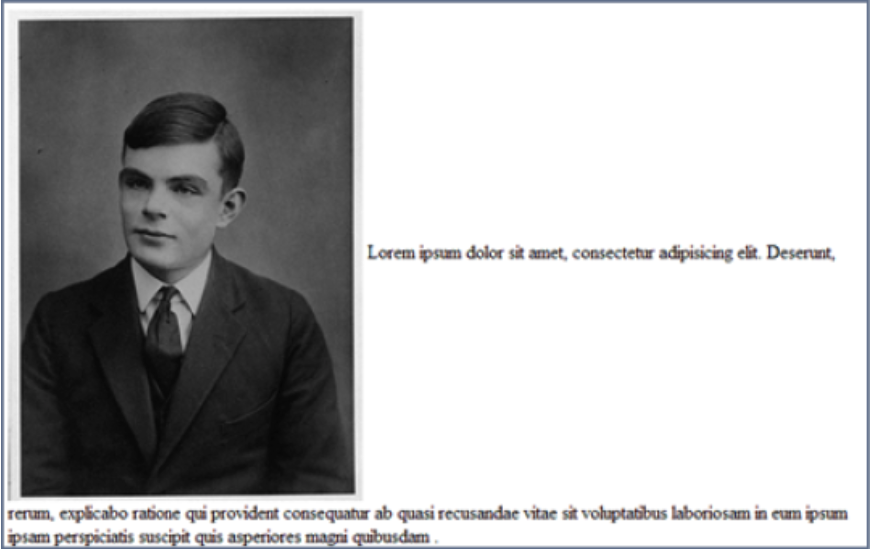 Lorem ipsum dolor sit amet, consectetur adipisicing elit. Deserunt,
rerum, explicabo ratione qui provident consequatur ab quasi recusandae vitae sit voluptatibus laboriosam in eum ipsum
ipsam perspiciatis suscipit quis asperiores magni quibusdam .